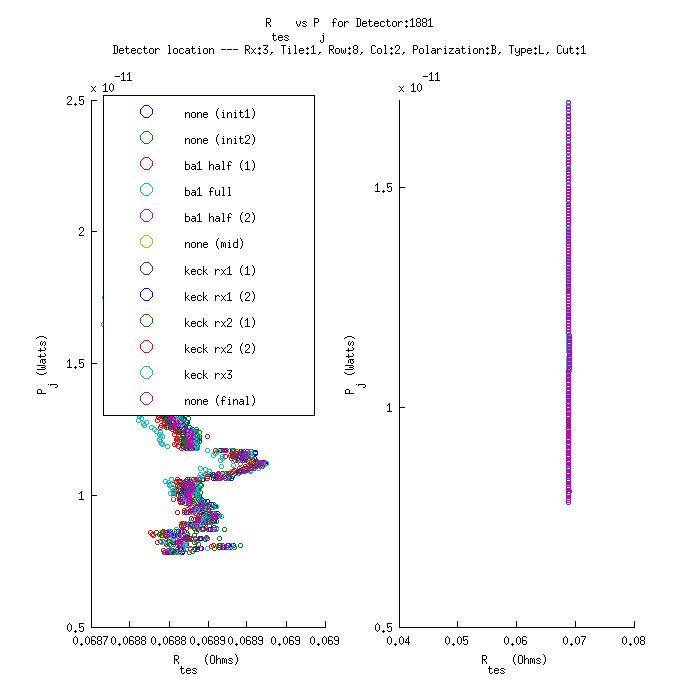 R tes vs P j for Detector:1881
Detector location --- Rx:3, Tile:1, Row:8, Col:2, Polarization:B, Type:L, Cut:1
x 10 -11
2.5
2
1.5
1
0.5
P j (Watts)
none (init1)
none (init2)
ba1 half (1)
ba1 full
ba1 half (2)
none (mid)
keck rx1 (1)
keck rx1 (2)
keck rx2 (1)
keck rx2 (2)
keck rx3
none (final)
0.0687 0.0688 0.0688 0.0689 0.0689 0.069 0.069
R tes (Ohms)
x 10 -11
1.5
1
0.5
P j (Watts)
0.04 0.05 0.06 0.07 0.08
R tes (Ohms)